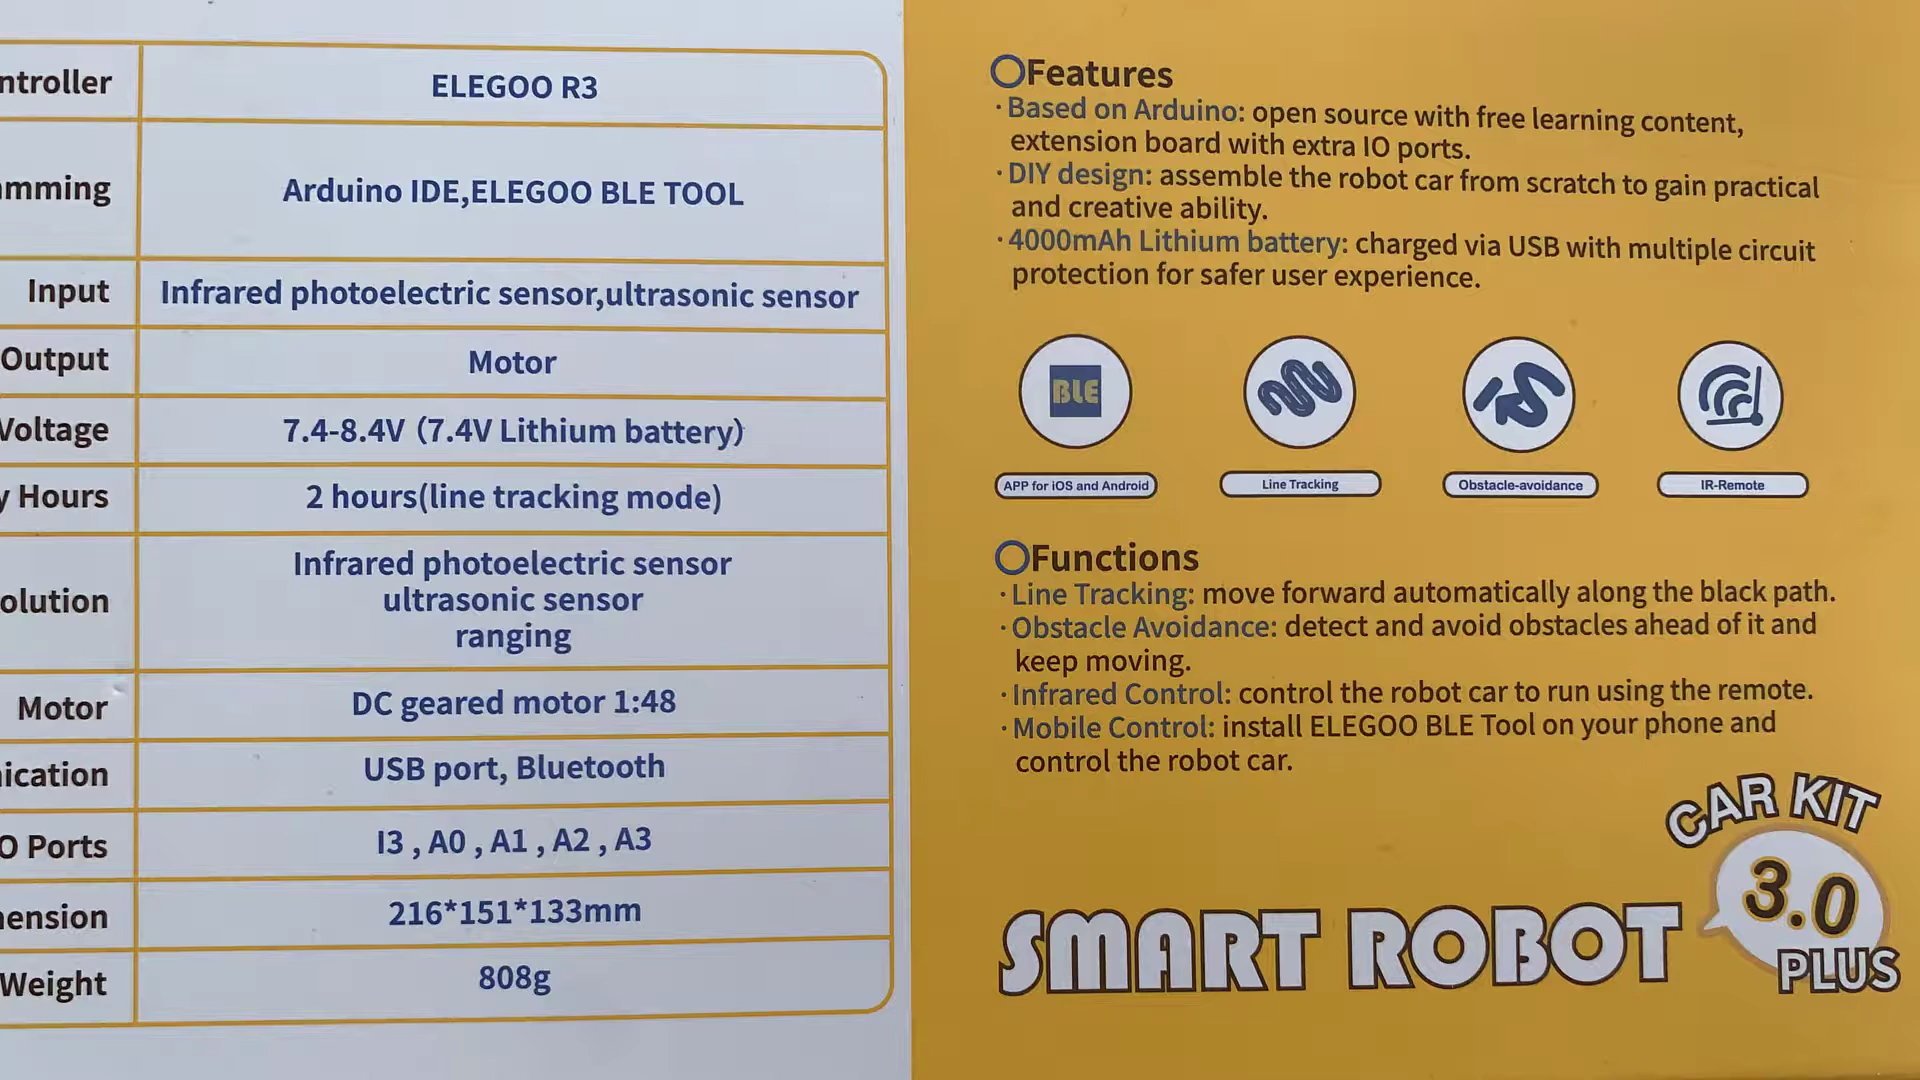 ntroller ELEGOO R3
mming Arduino IDE,ELEGOO BLE TOOL
Input Infrared photoelectric sensor,ultrasonic sensor
Output Motor
Voltage 7.4-8.4V (7.4V Lithium battery)
y Hours 2 hours(line tracking mode)
olution Infrared photoelectric sensor
ultrasonic sensor
ranging
Motor DC geared motor 1:48
ication USB port, Bluetooth
O Ports I3 , A0 , A1 , A2 , A3
ension 216*151*133mm
Weight 808g
Features
·Based on Arduino: open source with free learning content,
extension board with extra IO ports.
·DIY design: assemble the robot car from scratch to gain practical
and creative ability.
·4000mAh Lithium battery: charged via USB with multiple circuit
protection for safer user experience.
BLE
APP for iOS and Android
Line Tracking
Obstacle-avoidance
IR-Remote
Functions
·Line Tracking: move forward automatically along the black path.
·Obstacle Avoidance: detect and avoid obstacles ahead of it and
keep moving.
·Infrared Control: control the robot car to run using the remote.
·Mobile Control: install ELEGOO BLE Tool on your phone and
control the robot car.
SMART ROBOT
CAR KIT
3.0
PLUS